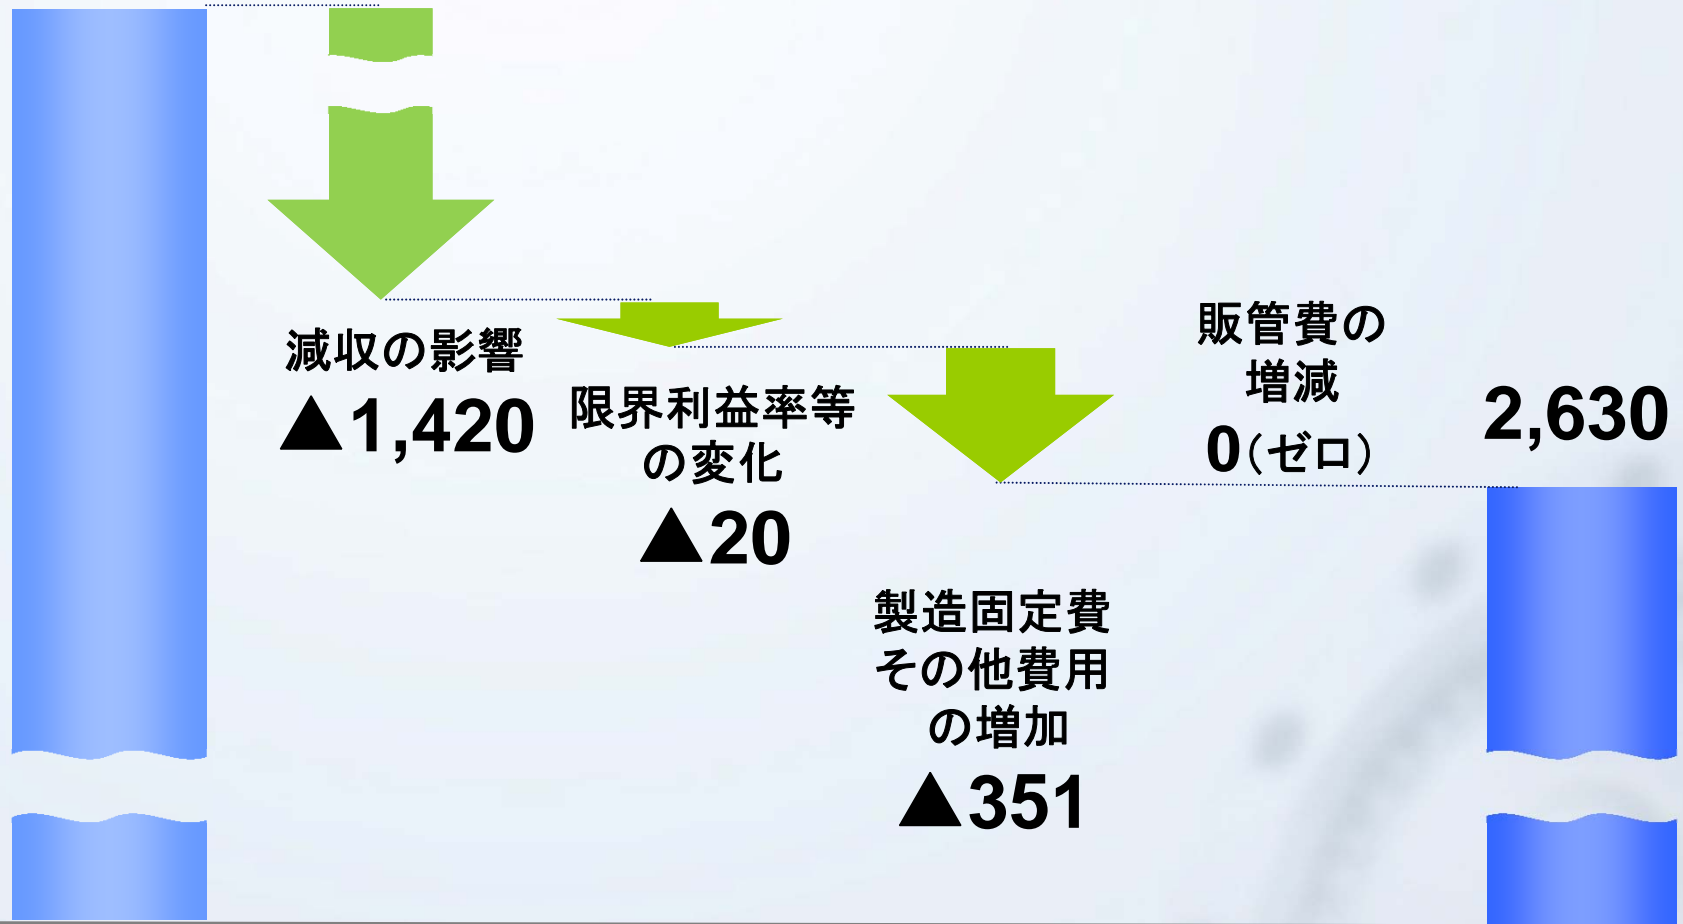 減収の影響
▲1,420
限界利益率等
の変化
▲20
製造固定費
その他費用
の増加
▲351
販管費の
増減
0(ゼロ)
2,630